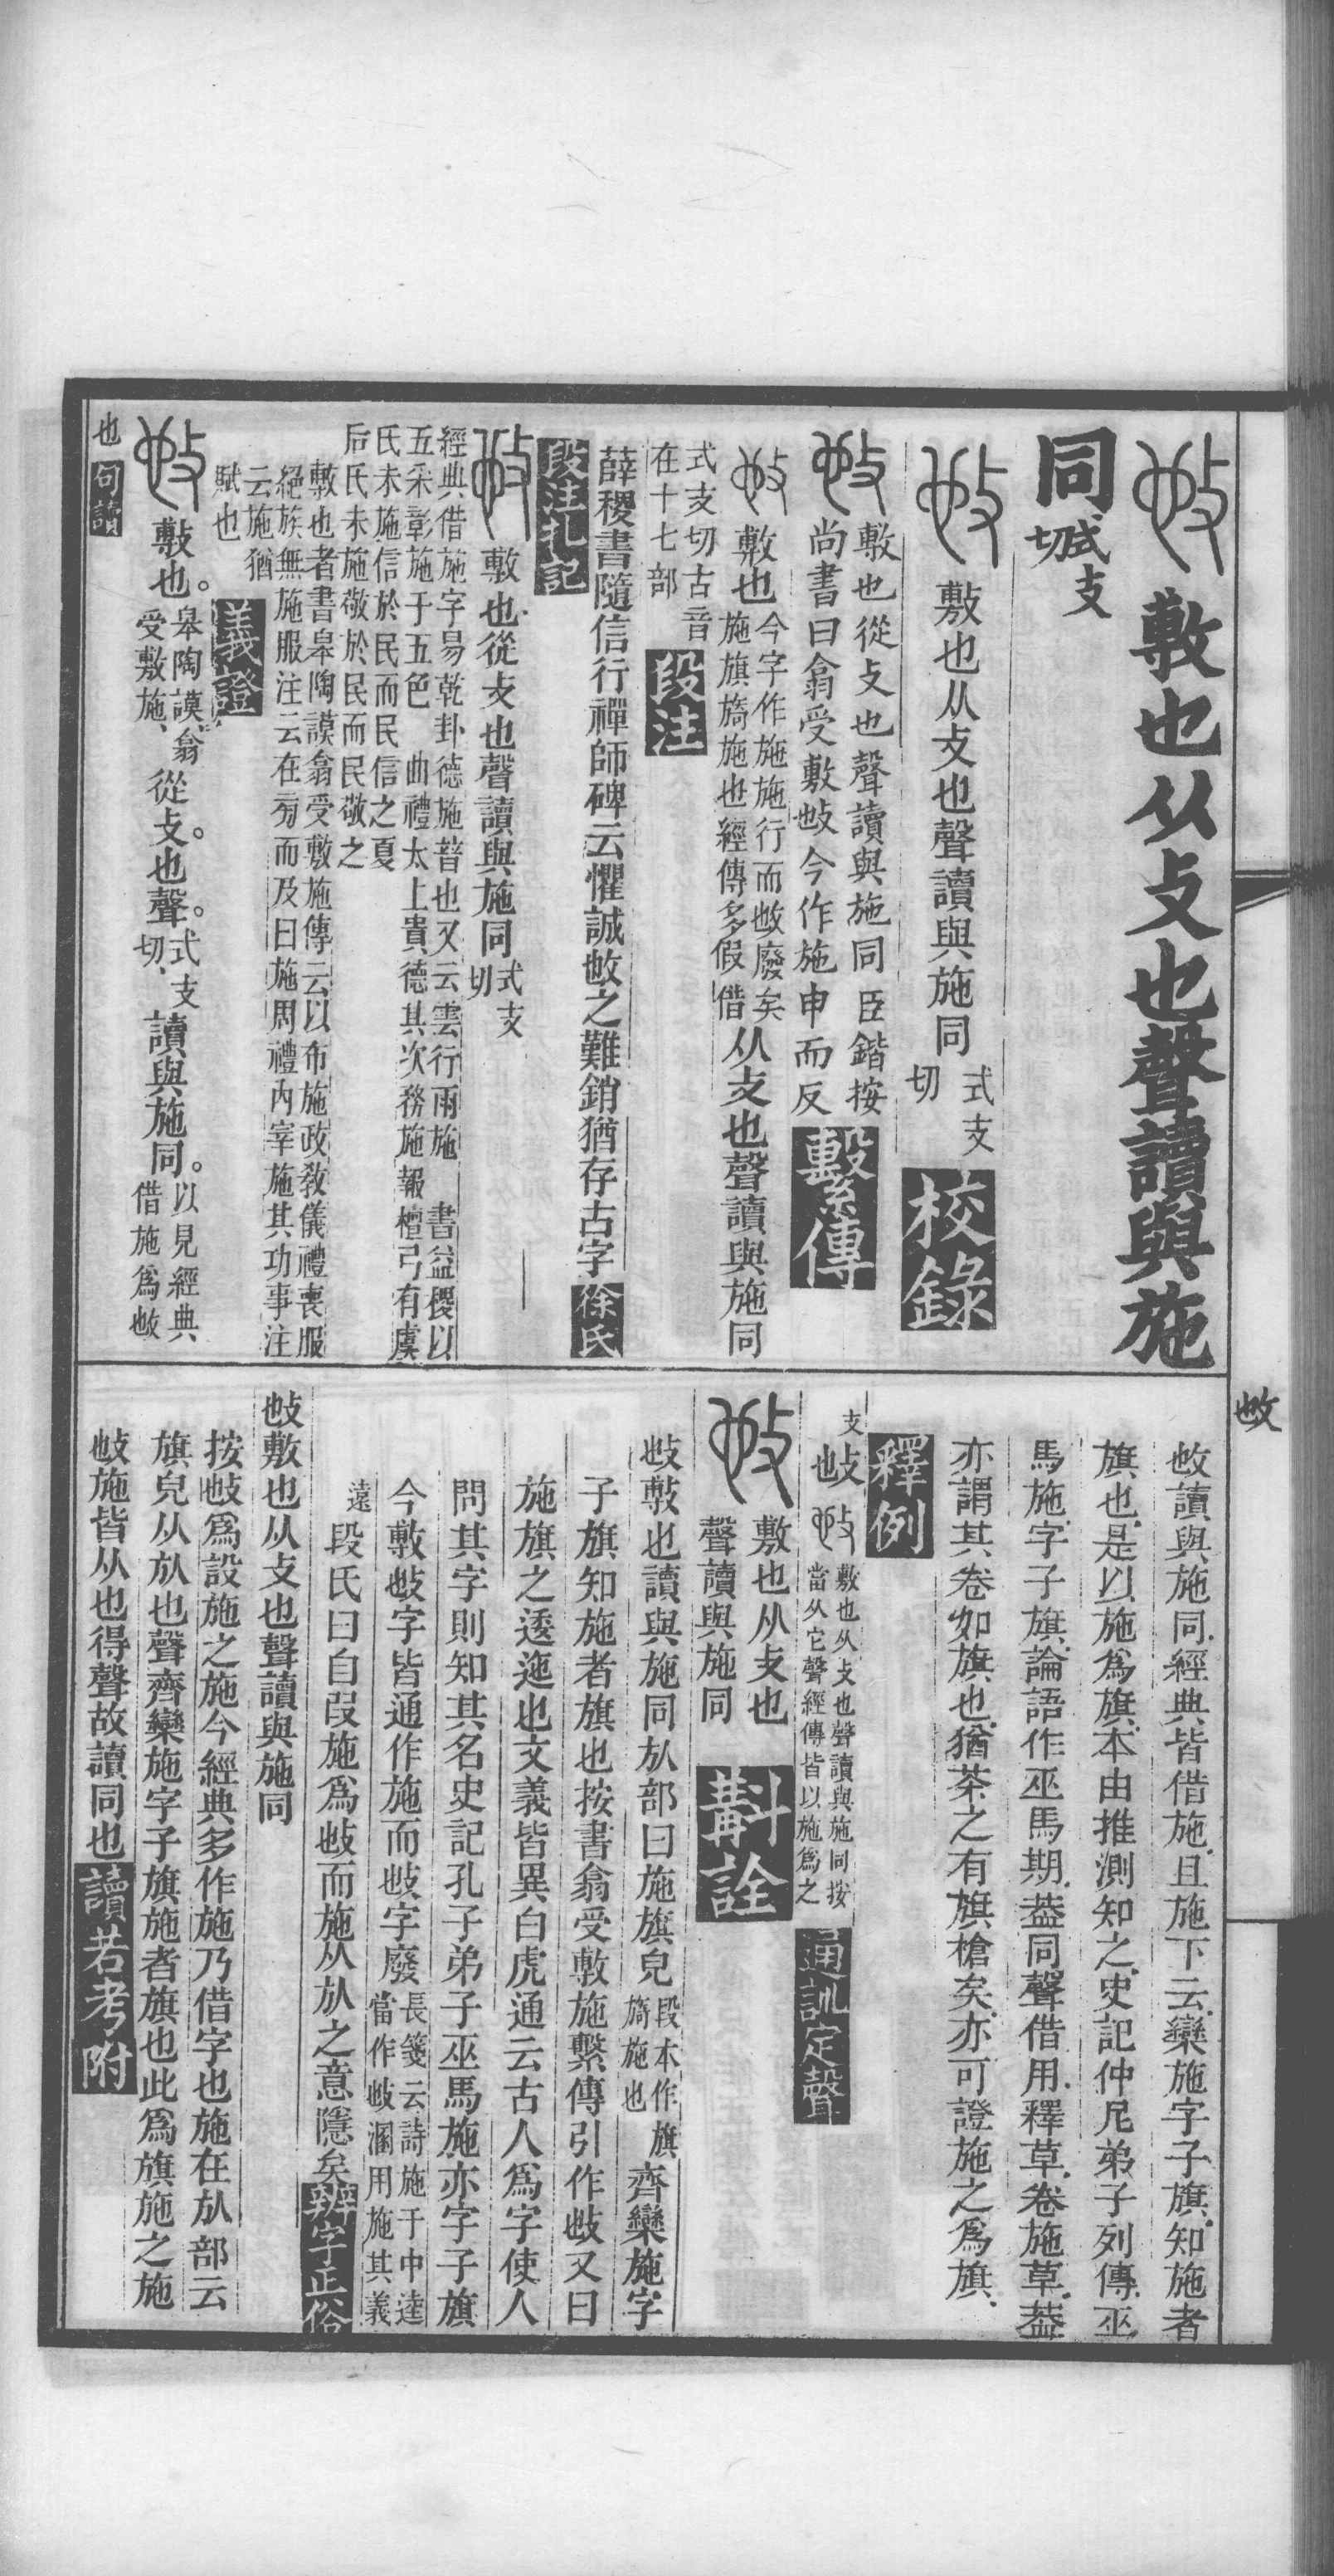 敷也从攴也聲讀與施
同式支切
敷也从攴也聲讀與施同式支切校錄
敷也從攴也聲讀與施同臣鍇按
尚書曰翕受敷𢻱今作施申而反繫傳
敷也今字作施施行而𢻱廢矣施旗旖施也經傳多假借从攴也聲讀與施同
式支切古音在十七部段注
薛稷書隨信行禪師碑云懼誠𢻱之難銷猶存古字徐氏
段注札記
敷也從攴也聲讀與施同式支切
經典借施字易乾卦德施普也又云雲行雨施 書益稷以
五采彰施于五色 曲禮太上貴德其次務施報檀弓有虞
氏未施信於民而民信之夏
后氏未施敬於民而民敬之
敷也者書皋陶謨翕受敷施傳云以布施政教儀禮喪服
絕族無施服注云在旁而及曰施周禮內宰施其功事注
云施猶
賦也義證
敷也。皋陶謨、翕受敷施、從攴。也聲。式支切、讀與施同。以見經典借施爲𢻱
也句讀
𢻱
𢻱讀與施同經典皆借施且施下云欒施字子旗知施者
旗也是以施爲旗本由推測知之史記仲尼弟子列傳巫
馬施字子旗論語作巫馬期葢同聲借用釋草卷施草葢
亦謂其卷如旗也猶茶之有旗槍矣亦可證施之爲旗
釋例
支𢻱敷也从攴也聲讀與施同按當从它聲經傳皆以施爲之通訓定聲
敷也从攴也
聲讀與施同斠詮
𢻱敷也讀與施同㫃部曰施旗皃段本作旗旖施也齊欒施字
子旗知施者旗也按書翕受敷施繫傳引作𢻱又曰
施旗之逶迤也文義皆異白虎通云古人爲字使人
問其字則知其名史記孔子弟子巫馬施亦字子旗
今敷𢻱字皆通作施而𢻱字廢長箋云詩施于中逵當作𢻱溷用施其義
遠段氏曰自叚施爲𢻱而施从㫃之意隱矣辨字正俗
𢻱敷也从攴也聲讀與施同
按𢻱爲設施之施今經典多作施乃借字也施在㫃部云
旗皃从㫃也聲齊欒施字子旗施者旗也此爲旗施之施
𢻱施皆从也得聲故讀同也讀若考附